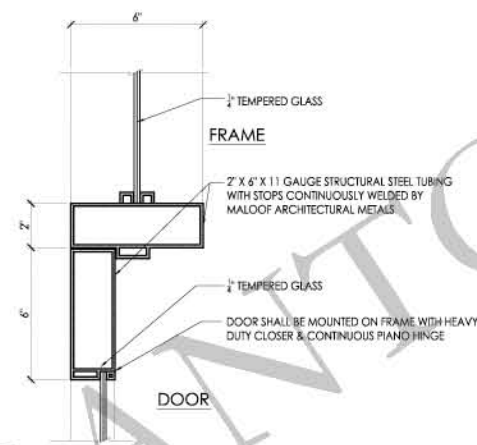 6"
¼" TEMPERED GLASS
FRAME
2" X 6" X 11 GAUGE STRUCTURAL STEEL TUBING
WITH STOPS CONTINUOUSLY WELDED BY
MALOOF ARCHITECTURAL METALS
2"
¼" TEMPERED GLASS
6"
DOOR SHALL BE MOUNTED ON FRAME WITH HEAVY
DUTY CLOSER & CONTINUOUS PIANO HINGE
DOOR
ANTO